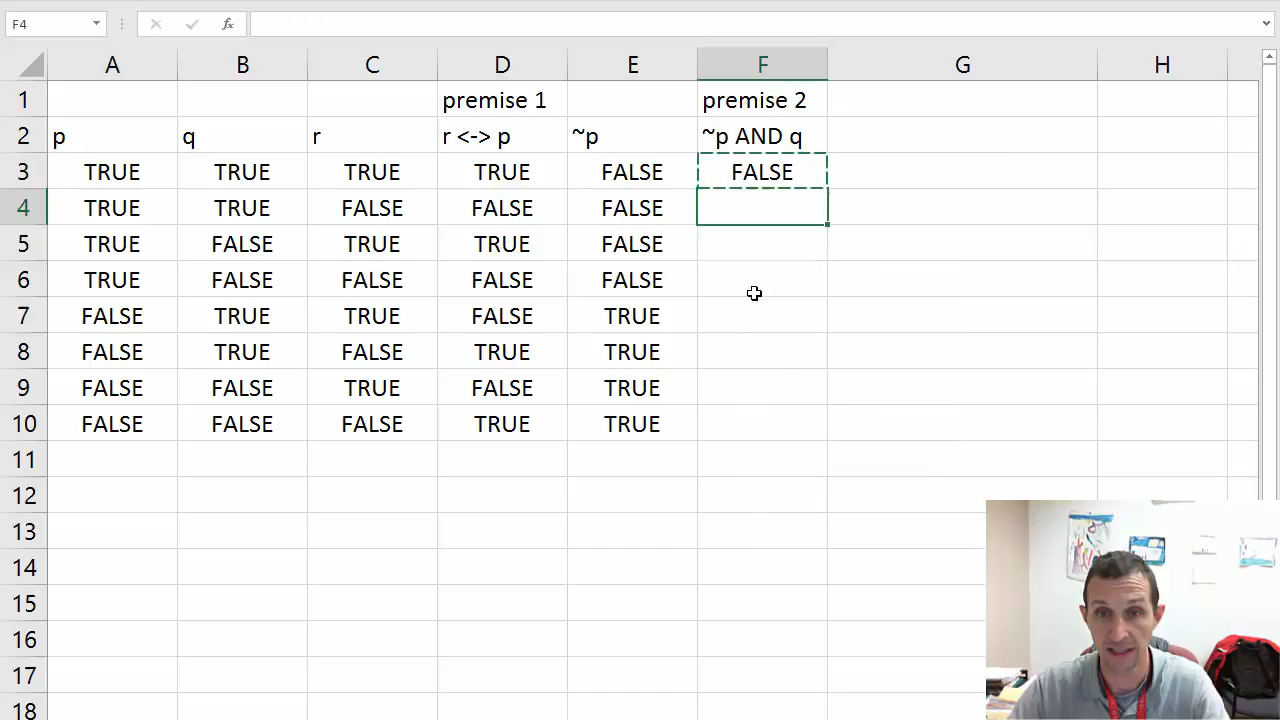 F4 fx
A B C D E F G H
1 premise 1 premise 2
2 p q r r <-> p ~p ~p AND q
3 TRUE TRUE TRUE TRUE FALSE FALSE
4 TRUE TRUE FALSE FALSE FALSE
5 TRUE FALSE TRUE TRUE FALSE
6 TRUE FALSE FALSE FALSE FALSE
7 FALSE TRUE TRUE FALSE TRUE
8 FALSE TRUE FALSE TRUE TRUE
9 FALSE FALSE TRUE FALSE TRUE
10 FALSE FALSE FALSE TRUE TRUE
11
12
13
14
15
16
17
18